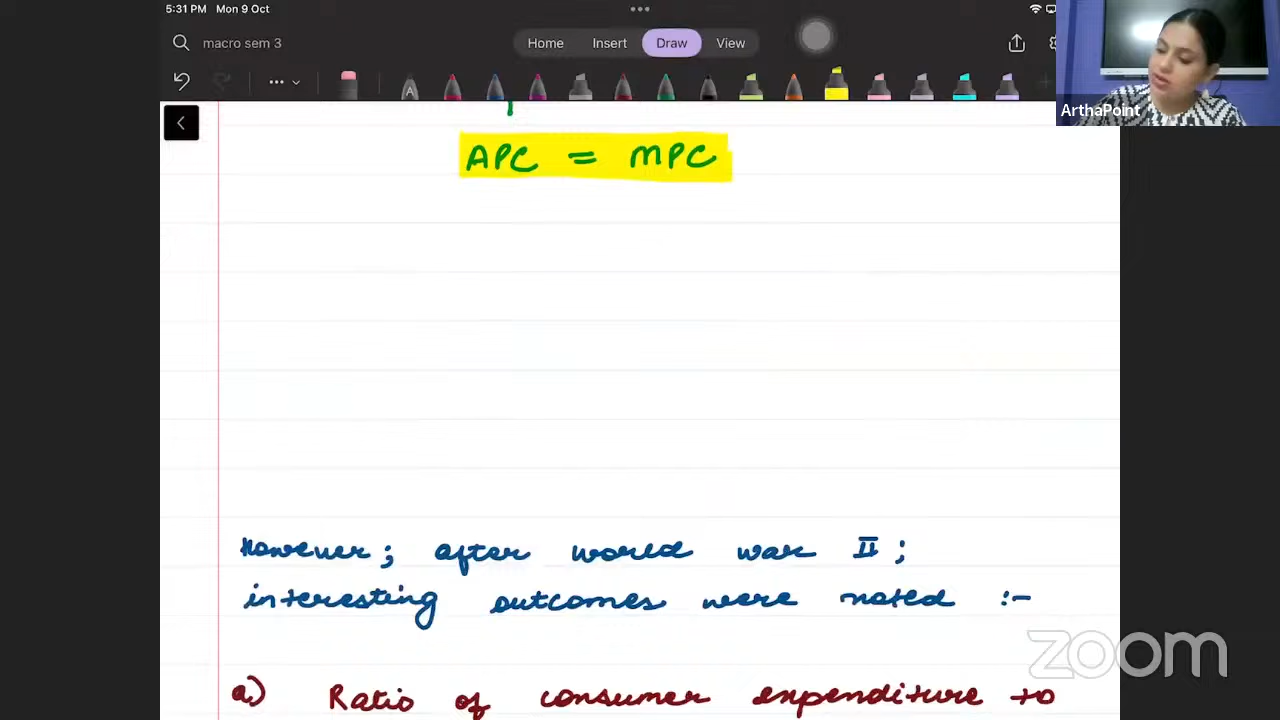 5:31 PM Mon 9 Oct
macro sem 3
Home Insert Draw View
A
ArthaPoint
APC = MPC
However; after world war II;
interesting outcomes were noted :-
zoom
a) Ratio of consumer expenditure to